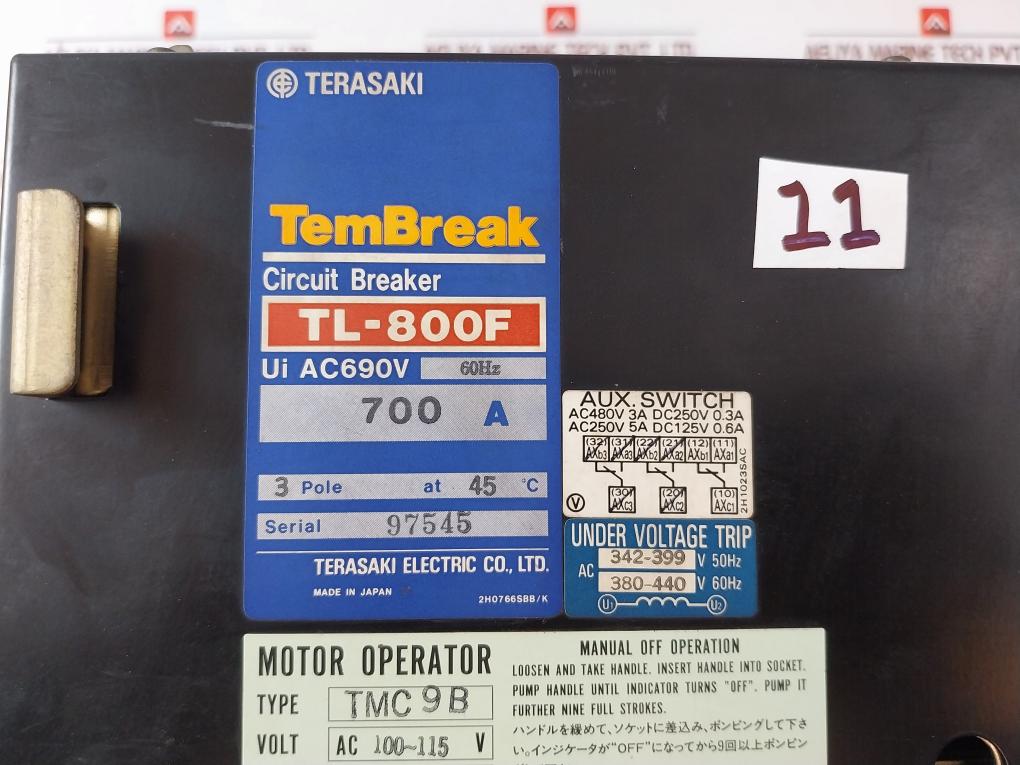 TERASAKI
TemBreak
Circuit Breaker
TL-800F
Ui AC690V 60Hz
700 A
3 Pole at 45 °C
Serial 97545
TERASAKI ELECTRIC CO., LTD.
MADE IN JAPAN
2H0766SBB/K
11
AUX. SWITCH
AC480V 3A DC250V 0.3A
AC250V 5A DC125V 0.6A
(32) (31) (22) (21) (12) (11)
AXb3 AXa3 AXb2 AXa2 AXb1 AXa1
(30) (20) (10)
AXc3 AXc2 AXc1
V
2H1023SAC
UNDER VOLTAGE TRIP
AC 342-399 V 50Hz
380-440 V 60Hz
U1 U2
MOTOR OPERATOR
TYPE TMC 9B
VOLT AC 100~115 V
MANUAL OFF OPERATION
LOOSEN AND TAKE HANDLE. INSERT HANDLE INTO SOCKET.
PUMP HANDLE UNTIL INDICATOR TURNS "OFF". PUMP IT
FURTHER NINE FULL STROKES.
ハンドルを緩めて、ソケットに差込み、ポンピングして下さ
い。インジケータが"OFF"になってから9回以上ポンピン